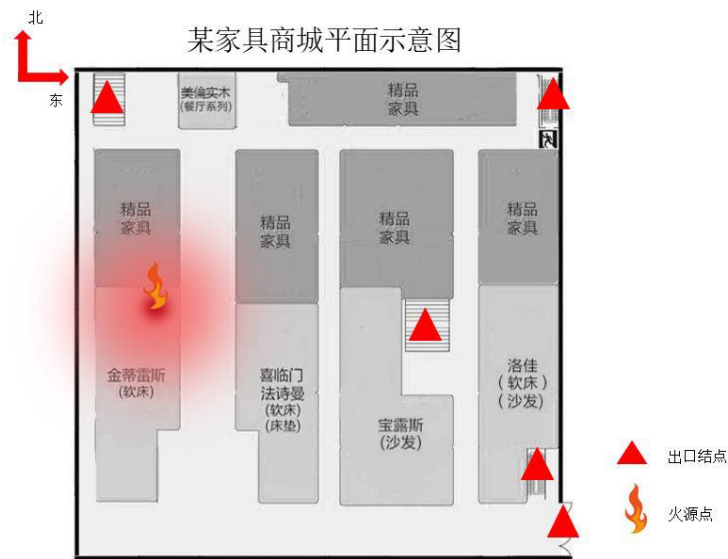 北
东
某家具商城平面示意图
美倫实木
(餐厅系列)
精品
家具
精品
家具
精品
家具
精品
家具
精品
家具
金蒂雷斯
(软床)
喜临门
法诗曼
(软床)
(床垫)
宝露斯
(沙发)
洛佳
(软床)
(沙发)
出口结点
火源点